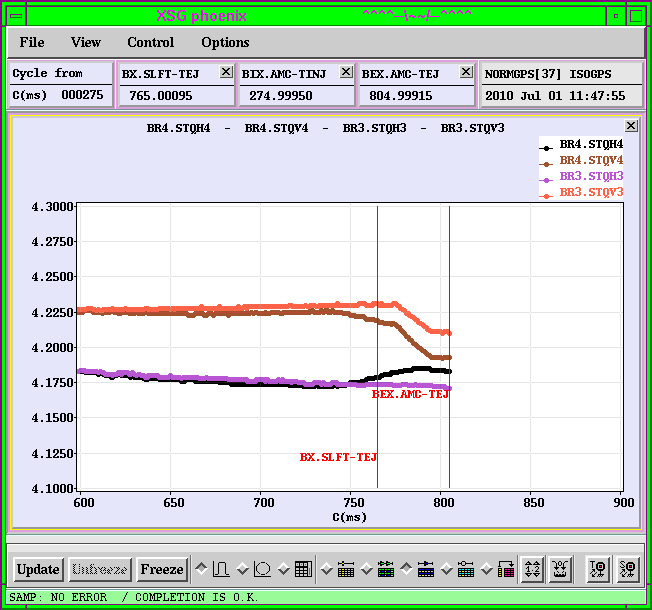 XSG phoenix ^^^^—\~~/—^^^^
File View Control Options
Cycle from
C(ms) 000275
BX.SLFT-TEJ
765.00095
BIX.AMC-TINJ
274.99950
BEX.AMC-TEJ
804.99915
NORMGPS[37] ISOGPS
2010 Jul 01 11:47:55
BR4.STQH4 - BR4.STQV4 - BR3.STQH3 - BR3.STQV3
BR4.STQH4
BR4.STQV4
BR3.STQH3
BR3.STQV3
4.3000
4.2750
4.2500
4.2250
4.2000
4.1750
4.1500
4.1250
4.1000
BEX.AMC-TEJ
BX.SLFT-TEJ
600 650 700 750 800 850 900
C(ms)
Update Unfreeze Freeze
1.2
SAMP: NO ERROR / COMPLETION IS O.K.